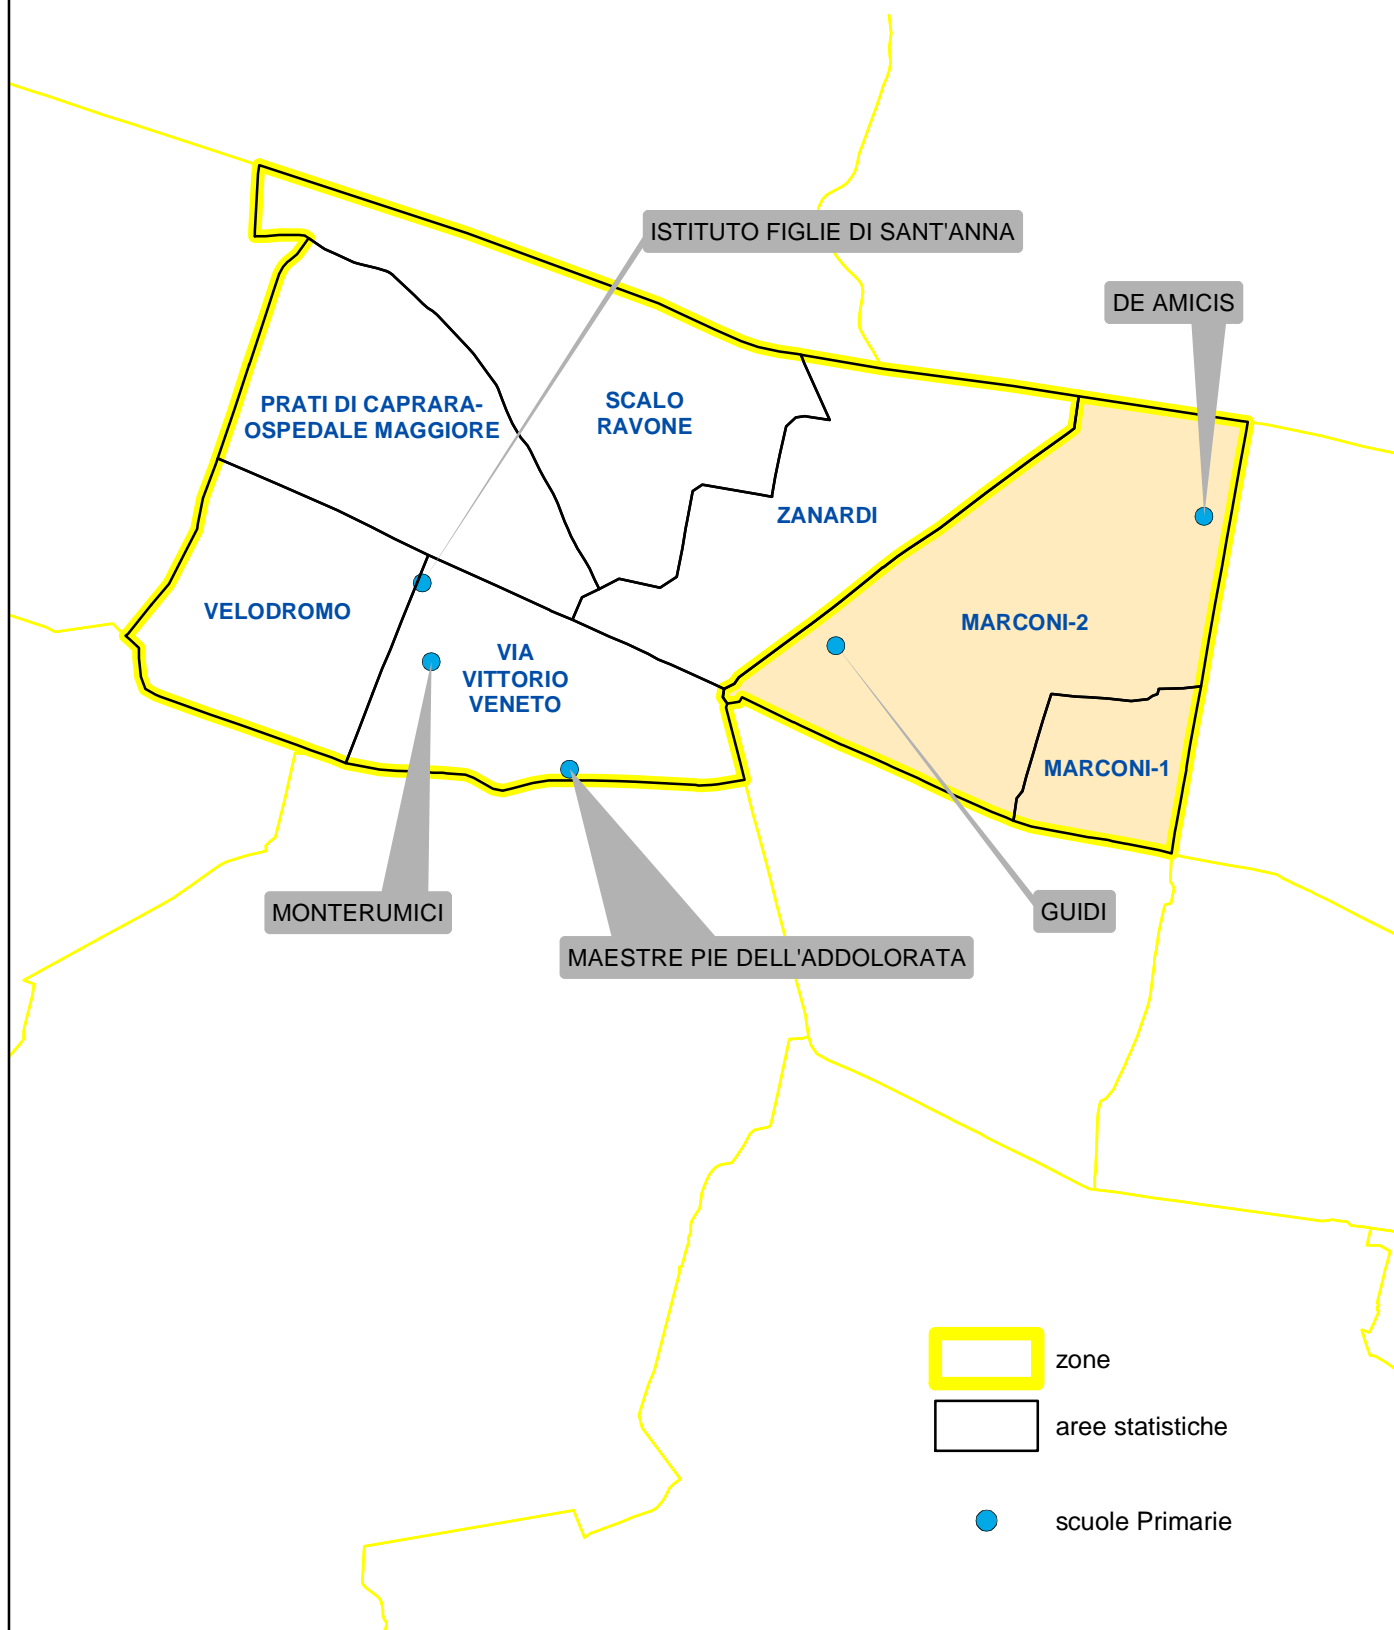 ISTITUTO FIGLIE DI SANT'ANNA
DE AMICIS
PRATI DI CAPRARA-
OSPEDALE MAGGIORE
SCALO
RAVONE
ZANARDI
VELODROMO
MARCONI-2
VIA
VITTORIO
VENETO
MARCONI-1
MONTERUMICI
GUIDI
MAESTRE PIE DELL'ADDOLORATA
zone
aree statistiche
scuole Primarie